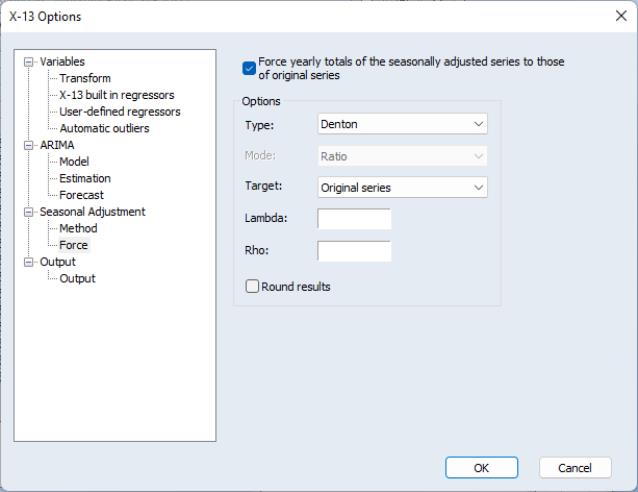 X-13 Options
Variables
Transform
X-13 built in regressors
User-defined regressors
Automatic outliers
ARIMA
Model
Estimation
Forecast
Seasonal Adjustment
Method
Force
Output
Output
Force yearly totals of the seasonally adjusted series to those
of original series
Options
Type: Denton
Mode: Ratio
Target: Original series
Lambda:
Rho:
Round results
OK Cancel